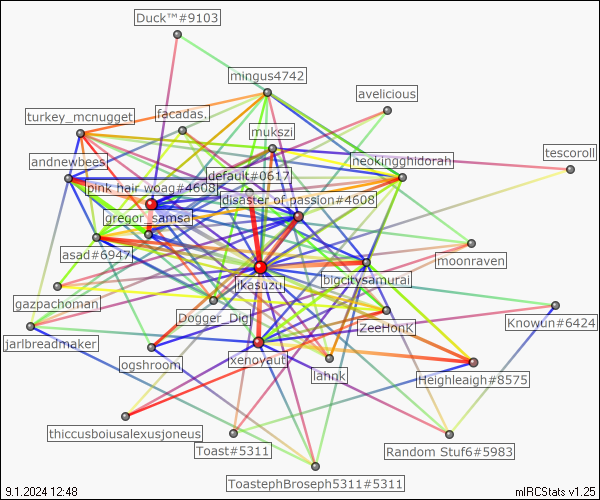 Duck™#9103
mingus4742
avelicious
turkey_mcnugget
facadas.
mukszi
tescoroll
andnewbees
default#0617
neokingghidorah
pink hair woag#4608
disaster of passion#4608
gregor_samsa
asad#6947
moonraven
ikasuzu
bigcitysamurai
gazpachoman
Dogger_Dig
Knowun#6424
jarlbreadmaker
ZeeHonk
ogshroom
xenoyaut
lahnk
Heighleaigh#8575
thiccusboiusalexusjoneus
Toast#5311
Random Stuf6#5983
ToastephBroseph5311#5311
9.1.2024 12:48
mIRCStats v1.25